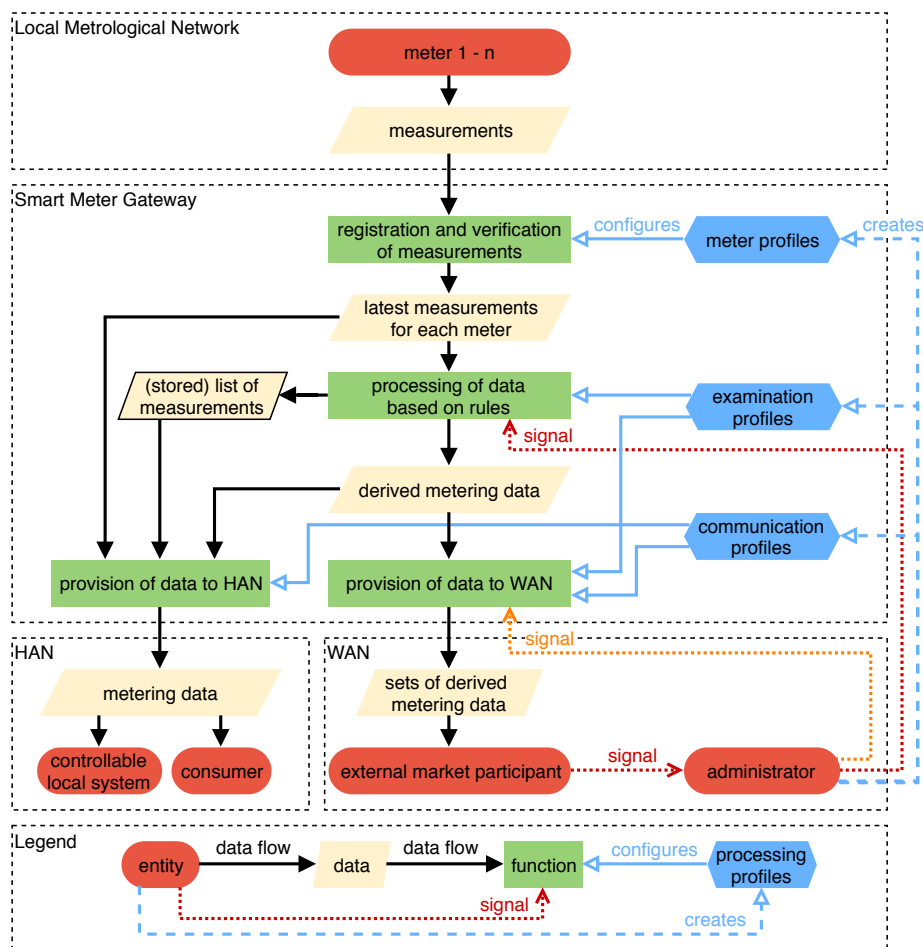 Local Metrological Network
meter 1 - n
measurements
Smart Meter Gateway
registration and verification
of measurements
configures
meter profiles
creates
latest measurements
for each meter
(stored) list of
measurements
processing of data
based on rules
examination
profiles
signal
derived metering data
communication
profiles
provision of data to HAN
provision of data to WAN
HAN
WAN
signal
metering data
sets of derived
metering data
controllable
local system
consumer
external market participant
signal
administrator
Legend
entity
data flow
data
data flow
function
configures
processing
profiles
signal
creates